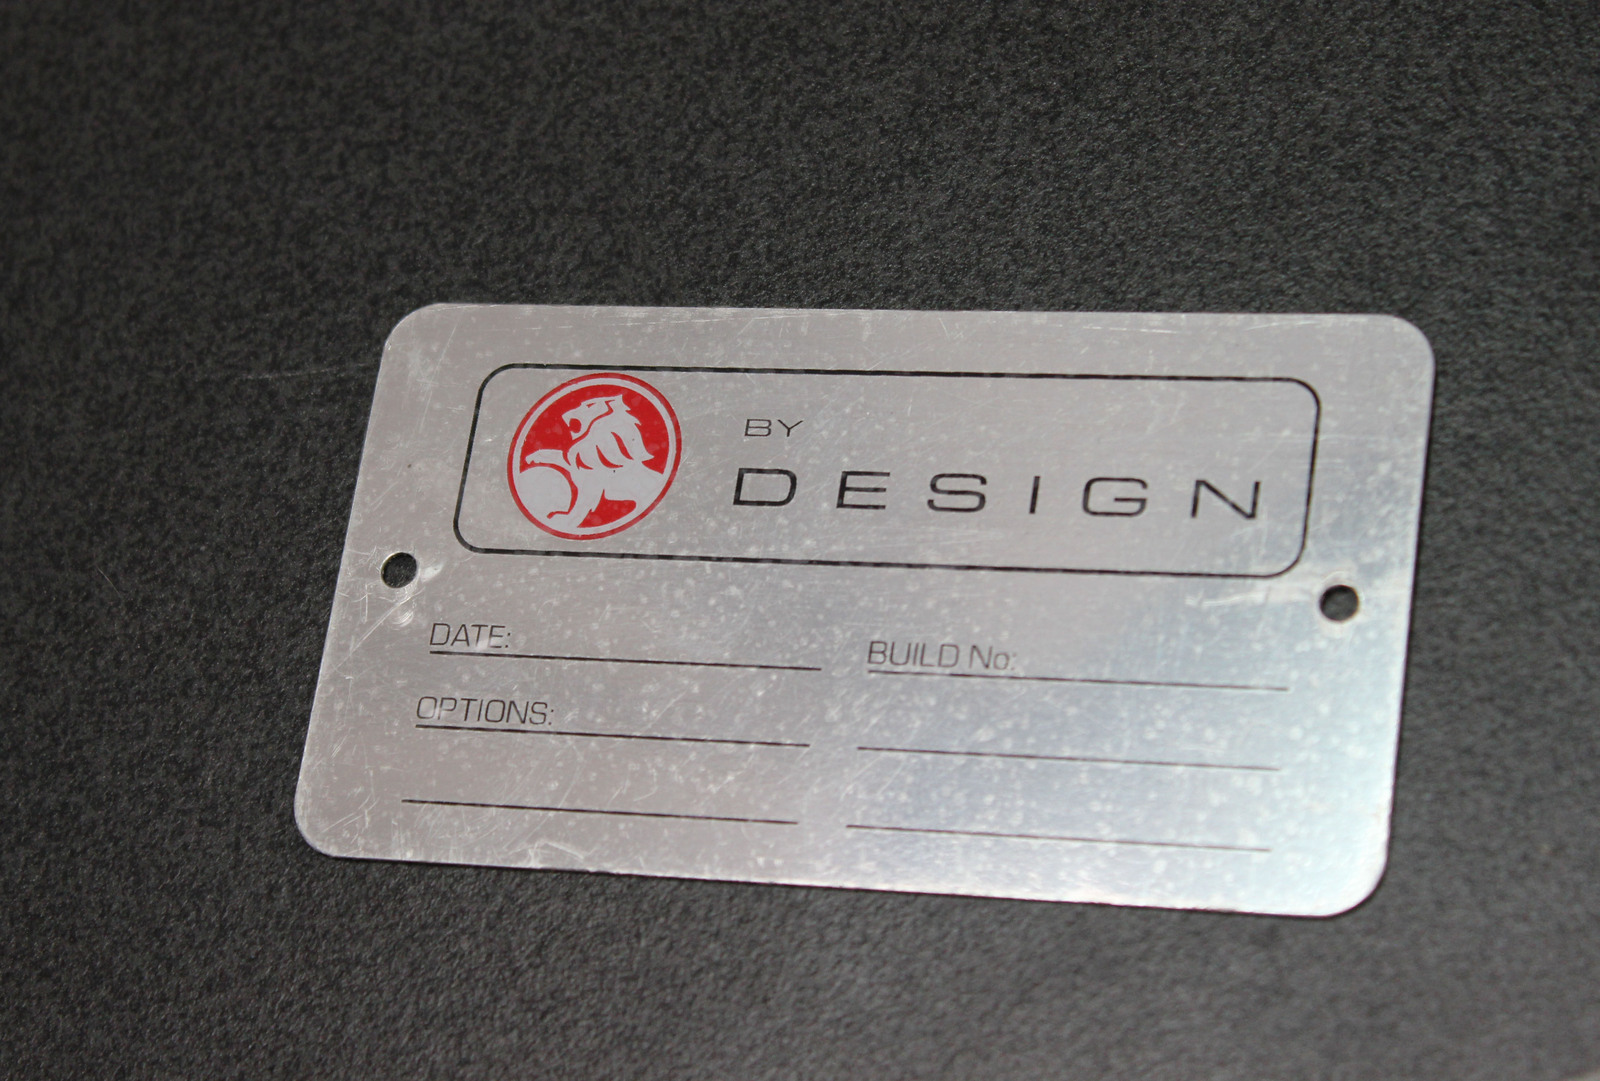 BY
DESIGN
DATE:
BUILD No:
OPTIONS: